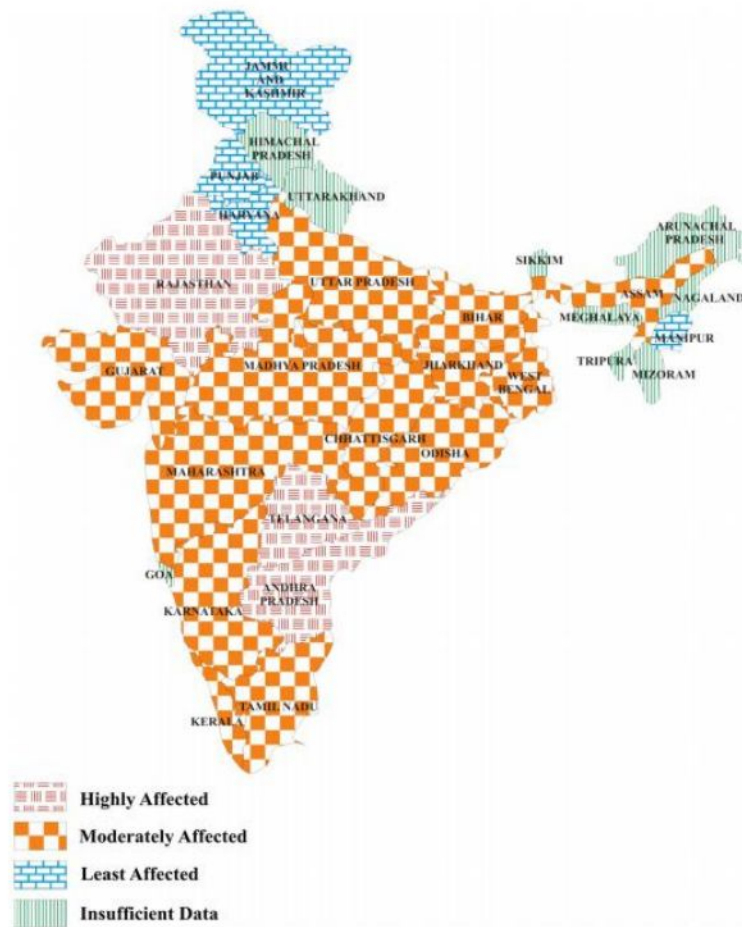 JAMMU
AND
KASHMIR
HIMACHAL
PRADESH
PUNJAB
UTTARAKHAND
HARYANA
ARUNACHAL
PRADESH
SIKKIM
RAJASTHAN
UTTAR PRADESH
ASSAM
NAGALAND
BIHAR
MEGHALAYA
MANIPUR
GUJARAT
MADHYA PRADESH
JHARKHAND
TRIPURA
WEST
BENGAL
MIZORAM
CHHATTISGARH
ODISHA
MAHARASHTRA
TELANGANA
GOA
ANDHRA
PRADESH
KARNATAKA
KERALA
TAMIL NADU
Highly Affected
Moderately Affected
Least Affected
Insufficient Data